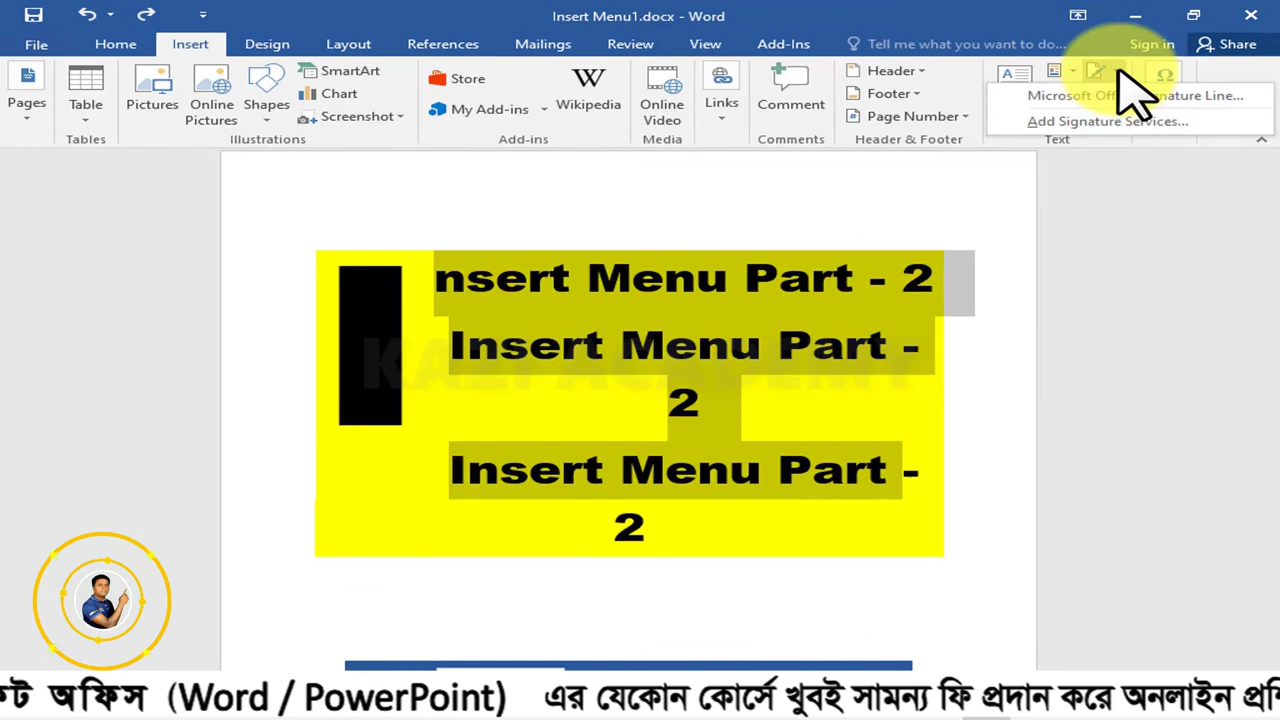 Insert Menu1.docx - Word
File Home Insert Design Layout References Mailings Review View Add-Ins Tell me what you want to do... Sign in Share
Pages
Table
Tables
Pictures
Online Pictures
Shapes
SmartArt
Chart
Screenshot
Illustrations
Store
My Add-ins
W
Wikipedia
Add-ins
Online Video
Media
Links
Comment
Comments
Header
Footer
Page Number
Header & Footer
A
Ω
Microsoft Signature Line...
Add Signature Services...
Text
nsert Menu Part - 2
Insert Menu Part -
2
Insert Menu Part -
2
KAZI ACADEMY
অফিস (Word / PowerPoint) এর যেকোন কোর্সে খুবই সামন্য ফি প্রদান করে অনলাইন